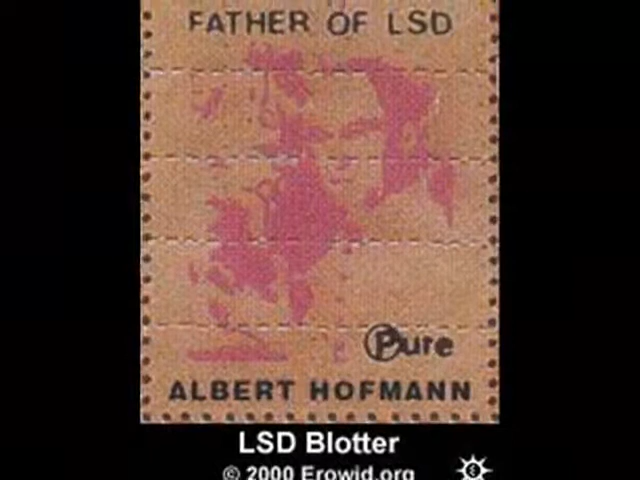 FATHER OF LSD
Pure
ALBERT HOFMANN
LSD Blotter
© 2000 Erowid.org